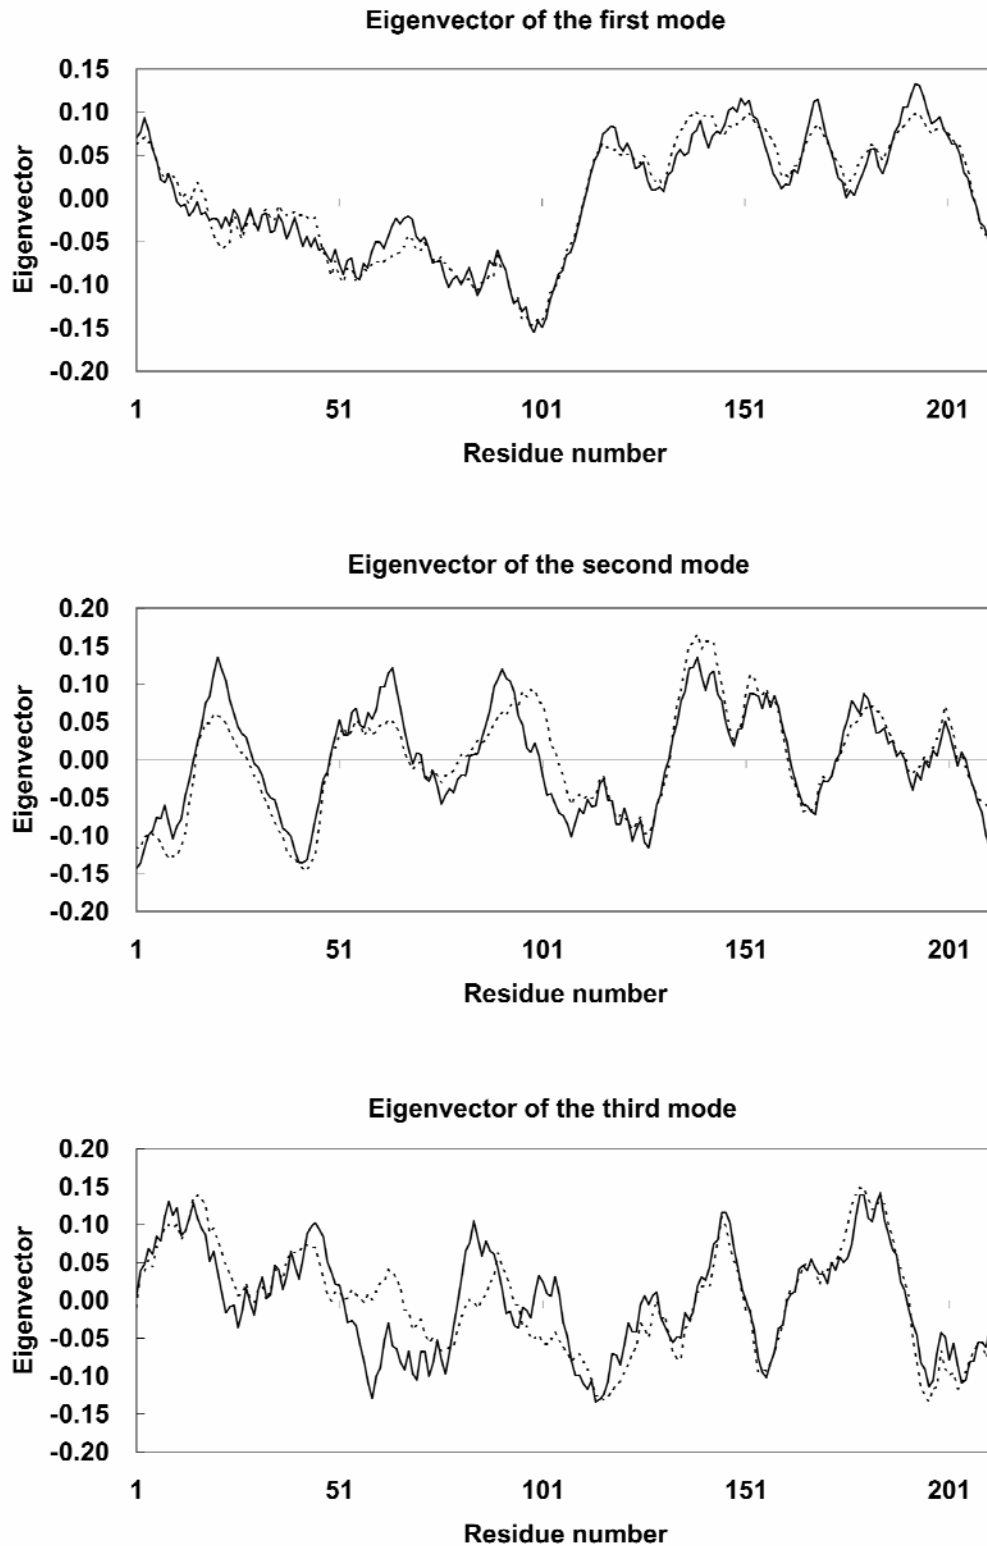 Eigenvector of the first mode
0.15
0.10
0.05
0.00
-0.05
-0.10
-0.15
-0.20
Eigenvector
1 51 101 151 201
Residue number
Eigenvector of the second mode
0.20
0.15
0.10
0.05
0.00
-0.05
-0.10
-0.15
-0.20
Eigenvector
1 51 101 151 201
Residue number
Eigenvector of the third mode
0.20
0.15
0.10
0.05
0.00
-0.05
-0.10
-0.15
-0.20
Eigenvector
1 51 101 151 201
Residue number